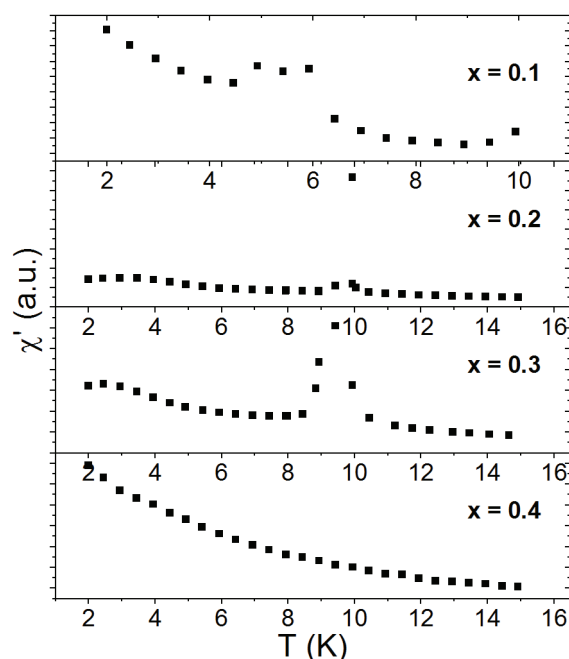 x = 0.1
2 4 6 8 10
x = 0.2
2 4 6 8 10 12 14 16
x = 0.3
2 4 6 8 10 12 14 16
x = 0.4
2 4 6 8 10 12 14 16
χ' (a.u.)
T (K)